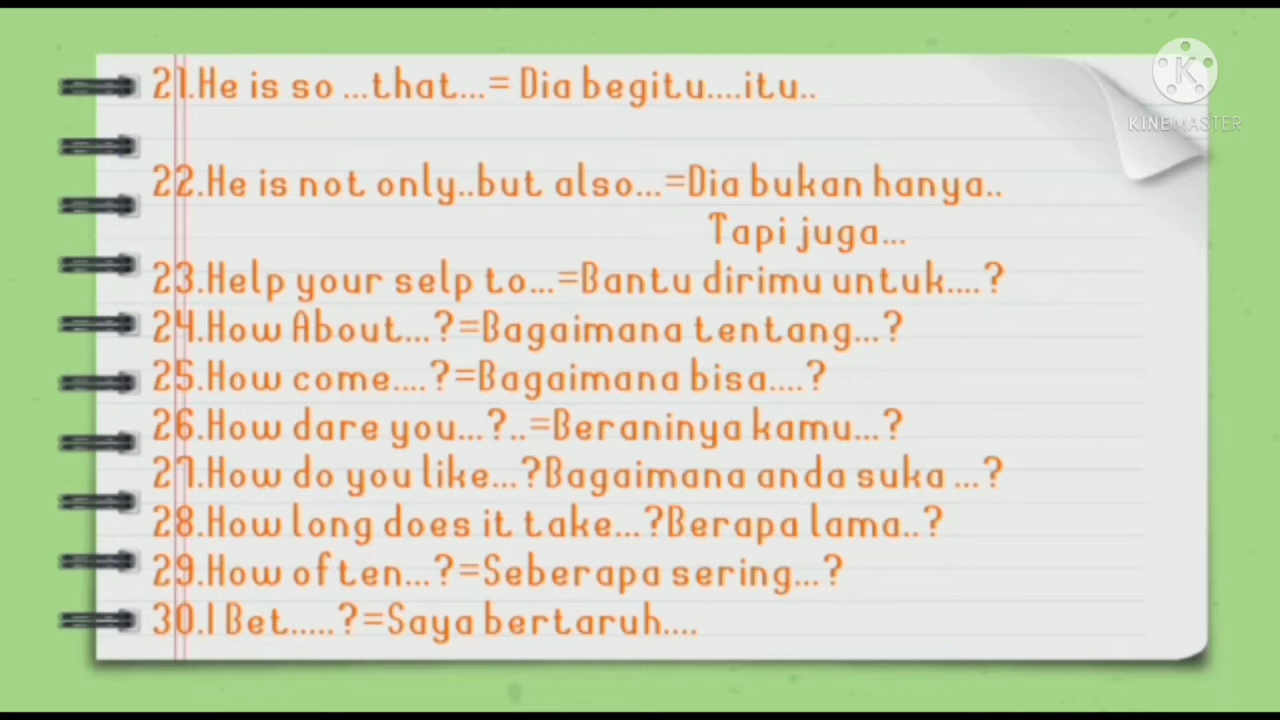 21.He is so ...that...= Dia begitu....itu..
KINEMASTER
22.He is not only..but also...=Dia bukan hanya..
Tapi juga...
23.Help your selp to...=Bantu dirimu untuk....?
24.How About...?=Bagaimana tentang...?
25.How come....?=Bagaimana bisa....?
26.How dare you...?..=Beraninya kamu...?
27.How do you like...?Bagaimana anda suka ...?
28.How long does it take...?Berapa lama..?
29.How often...?=Seberapa sering...?
30.I Bet.....?=Saya bertaruh....